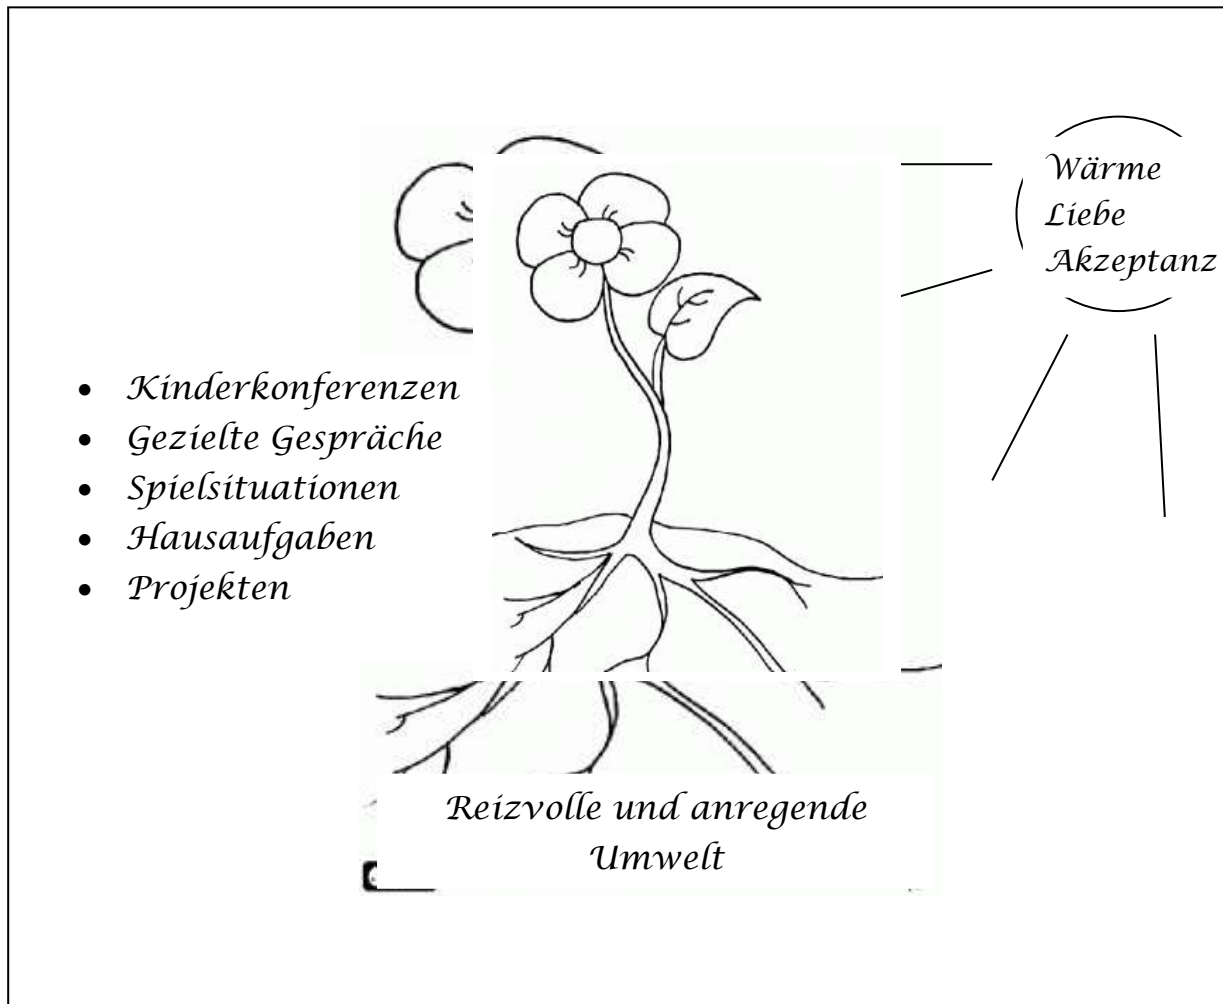 Wärme
Liebe
Akzeptanz
• Kinderkonferenzen
• Gezielte Gespräche
• Spielsituationen
• Hausaufgaben
• Projekten
Reizvolle und anregende
Umwelt